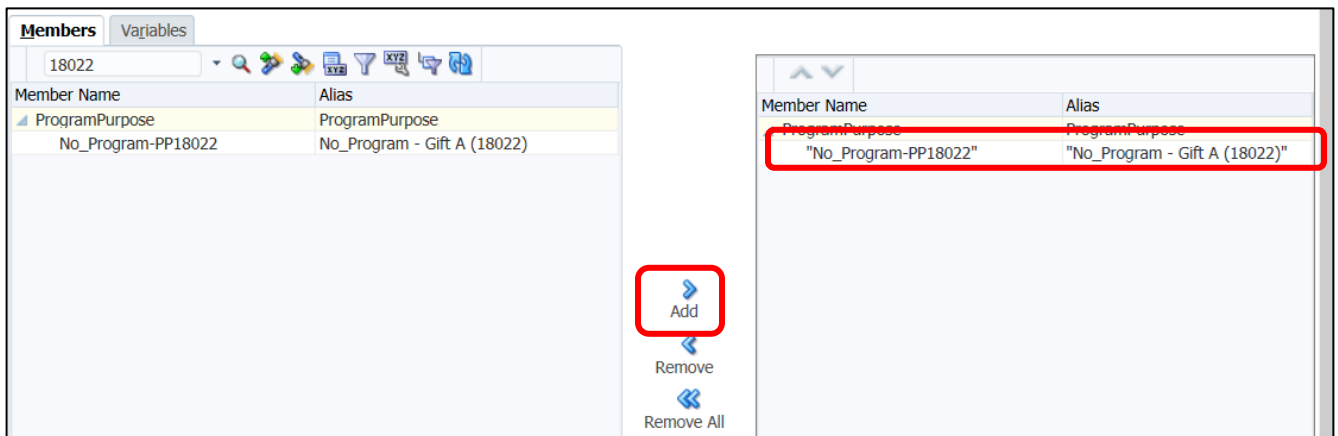 Members Variables
18022
Member Name Alias
ProgramPurpose ProgramPurpose
No_Program-PP18022 No_Program - Gift A (18022)
Add
Remove
Remove All
Member Name Alias
ProgramPurpose ProgramPurpose
"No_Program-PP18022" "No_Program - Gift A (18022)"